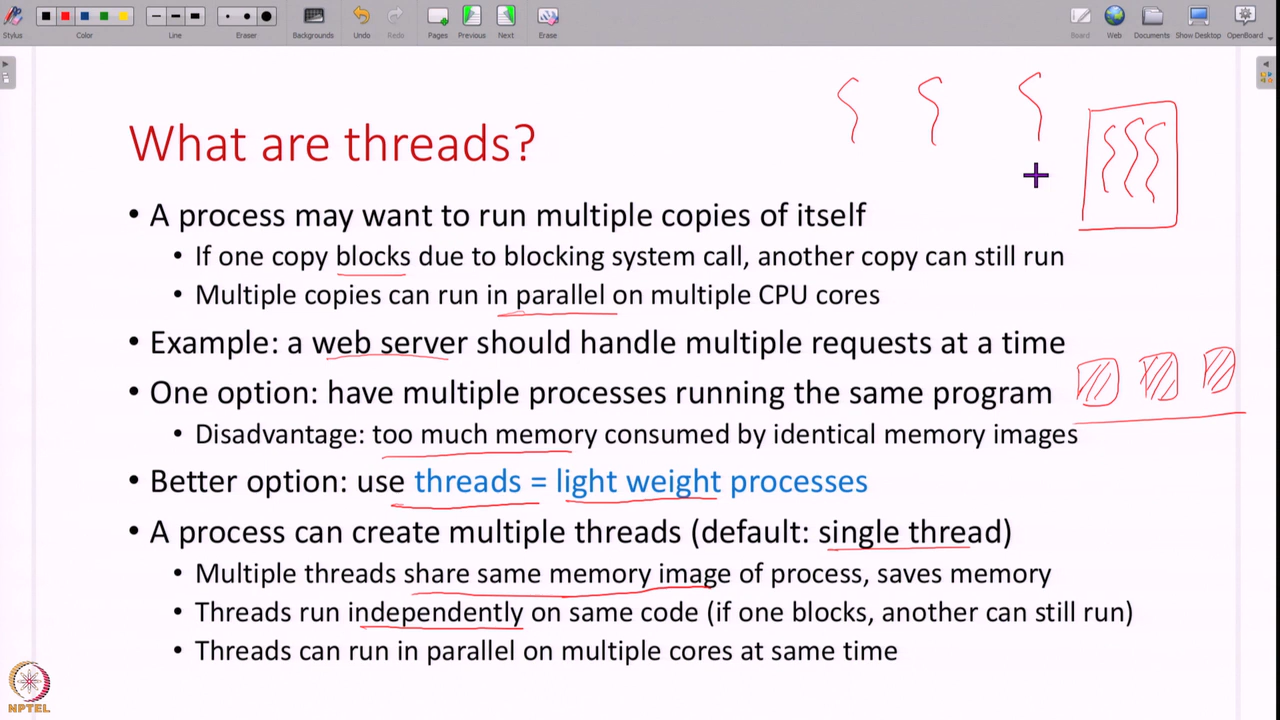 Stylus
Color
Line
Eraser
Backgrounds
Undo
Redo
Pages
Previous
Next
Erase
Board
Web
Documents
Show Desktop
OpenBoard
What are threads?
• A process may want to run multiple copies of itself
• If one copy blocks due to blocking system call, another copy can still run
• Multiple copies can run in parallel on multiple CPU cores
• Example: a web server should handle multiple requests at a time
• One option: have multiple processes running the same program
• Disadvantage: too much memory consumed by identical memory images
• Better option: use threads = light weight processes
• A process can create multiple threads (default: single thread)
• Multiple threads share same memory image of process, saves memory
• Threads run independently on same code (if one blocks, another can still run)
• Threads can run in parallel on multiple cores at same time
NPTEL